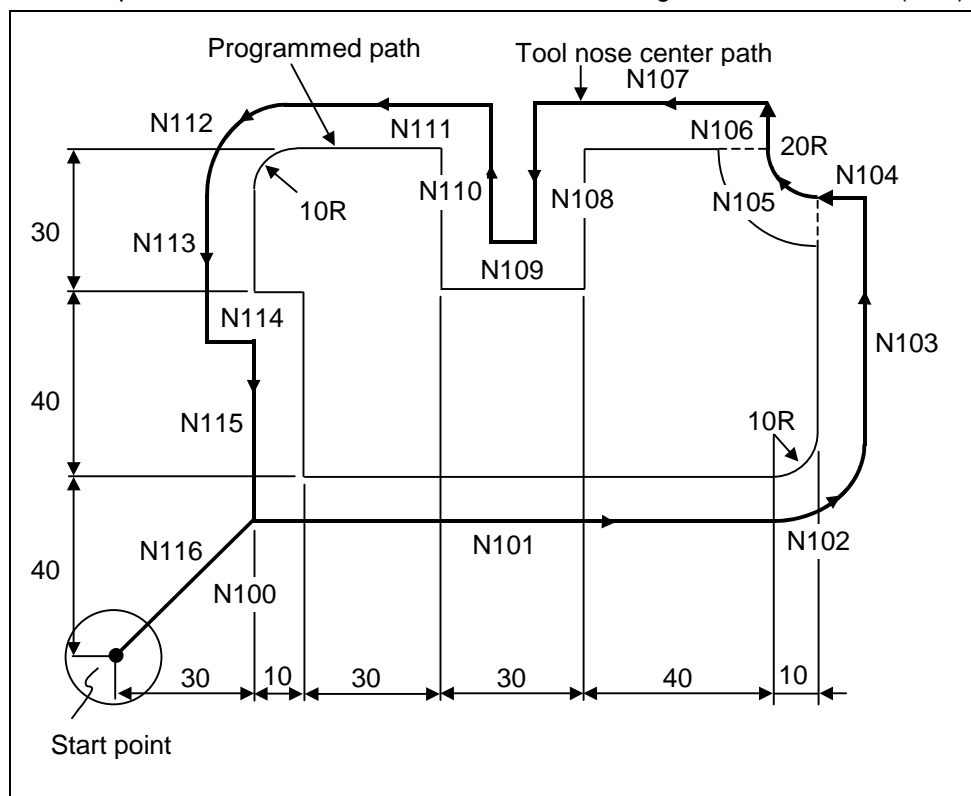 Programmed path
Tool nose center path
N107
N112
N111
N106
20R
N104
N110
N108
N105
10R
30
N113
N109
N114
N103
40
N115
10R
N116
N101
N102
40
N100
30
10
30
30
40
10
Start point